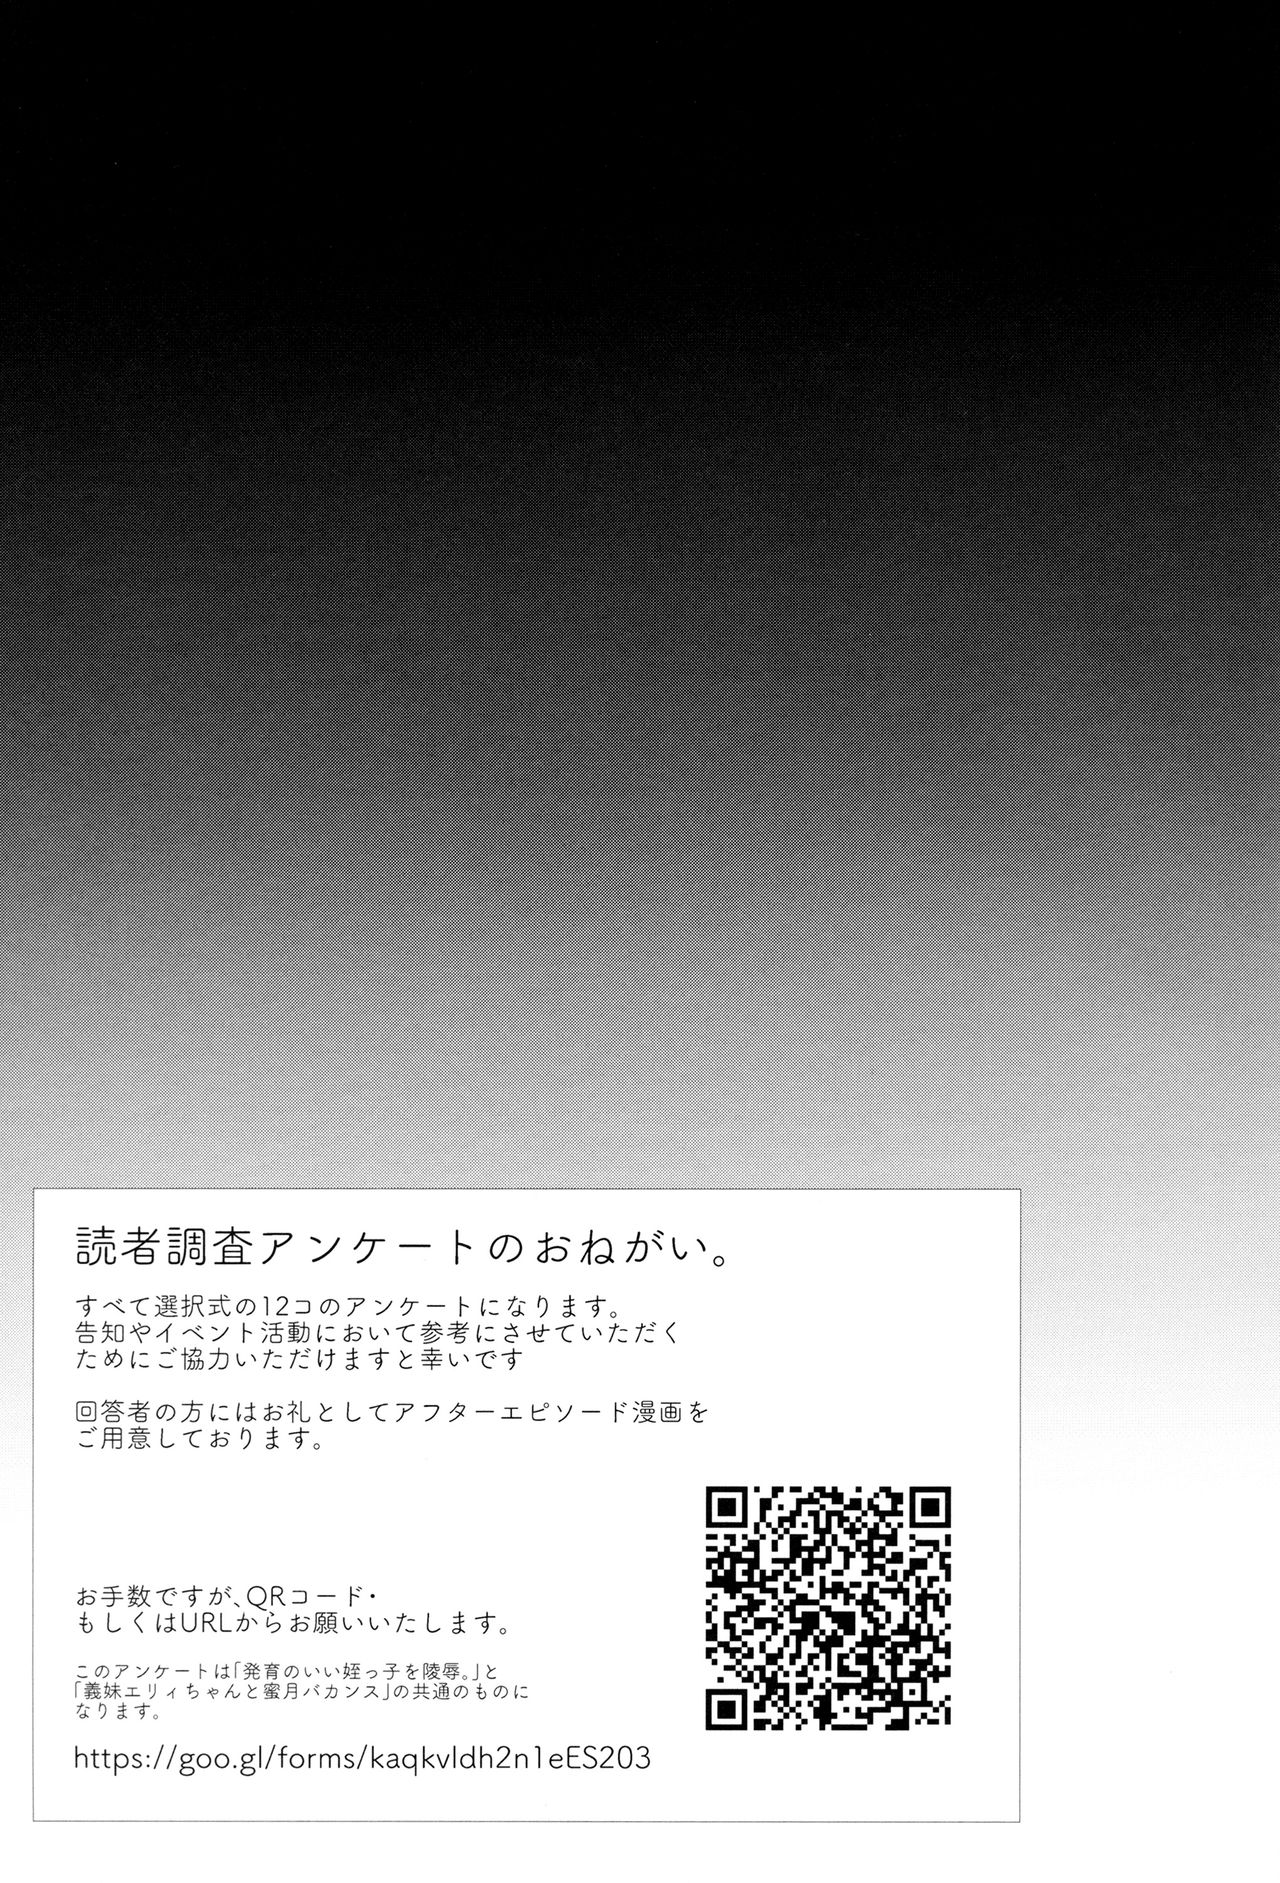 読者調査アンケートのおねがい。
すべて選択式の12コのアンケートになります。
告知やイベント活動において参考にさせていただく
ためにご協力いただけますと幸いです
回答者の方にはお礼としてアフターエピソード漫画を
ご用意しております。
お手数ですが、QRコード・
もしくはURLからお願いいたします。
このアンケートは「発育のいい姪っ子を陵辱。」と
「義妹エリィちゃんと蜜月バカンス」の共通のものに
なります。
https://goo.gl/forms/kaqkvldh2n1eES203